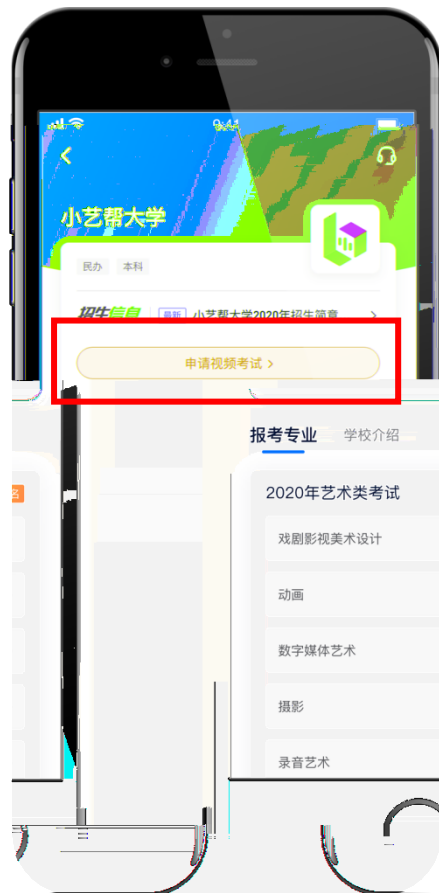 小艺帮大学
民办 本科
招生信息 最新 小艺帮大学2020年招生简章 >
申请视频考试 >
报考专业 学校介绍
名
2020年艺术类考试
戏剧影视美术设计
动画
数字媒体艺术
摄影
录音艺术